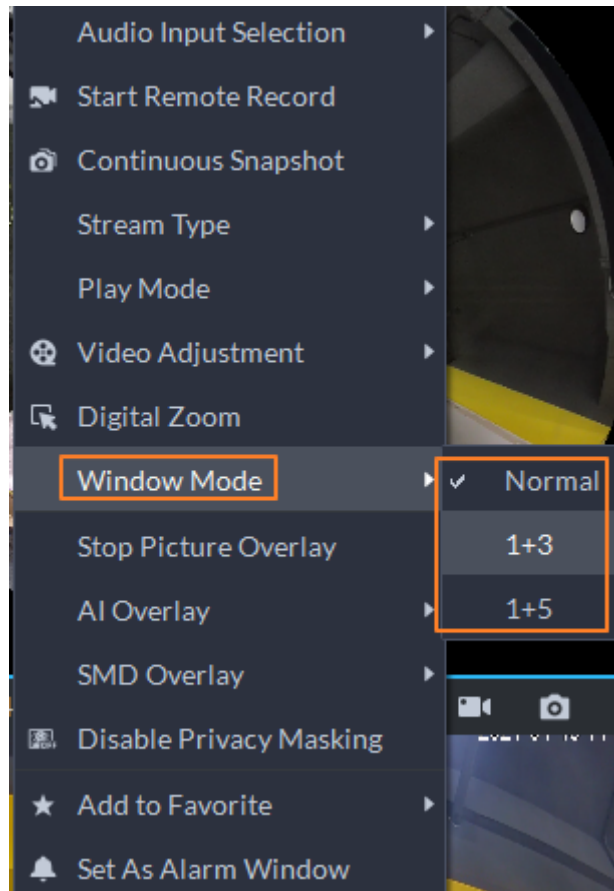 Audio Input Selection
Start Remote Record
Continuous Snapshot
Stream Type
Play Mode
Video Adjustment
Digital Zoom
Window Mode
Normal
1+3
1+5
Stop Picture Overlay
AI Overlay
SMD Overlay
Disable Privacy Masking
Add to Favorite
Set As Alarm Window